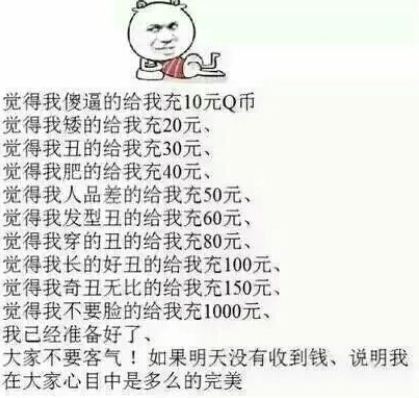 觉得我傻逼的给我充10元Q币
觉得我矮的给我充20元、
觉得我丑的给我充30元、
觉得我肥的给我充40元、
觉得我人品差的给我充50元、
觉得我发型丑的给我充60元、
觉得我穿的丑的给我充80元、
觉得我长的好丑的给我充100元、
觉得我奇丑无比的给我充150元、
觉得我不要脸的给我充1000元、
我已经准备好了、
大家不要客气！如果明天没有收到钱、说明我
在大家心目中是多么的完美